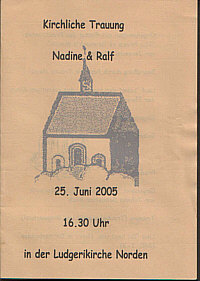 Kirchliche Trauung
Nadine & Ralf
25. Juni 2005
16.30 Uhr
in der Ludgerikirche Norden